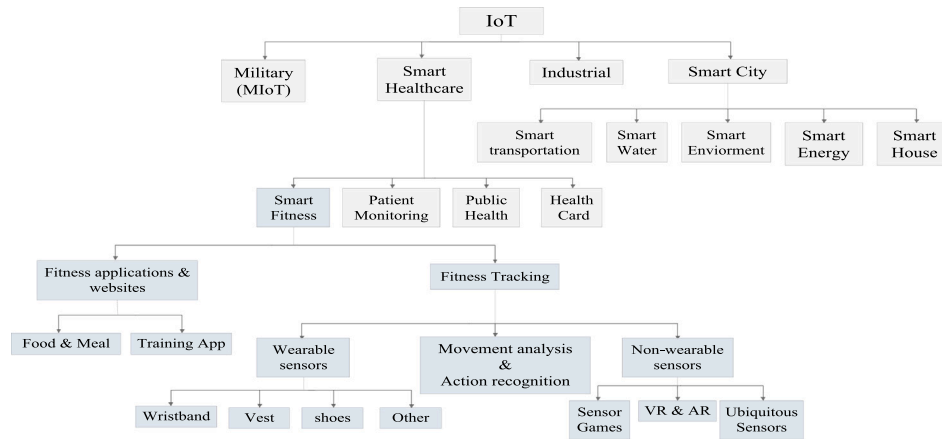 IoT
Military
(MIoT)
Smart
Healthcare
Industrial
Smart City
Smart
transportation
Smart
Water
Smart
Enviorment
Smart
Energy
Smart
House
Smart
Fitness
Patient
Monitoring
Public
Health
Health
Card
Fitness applications &
websites
Fitness Tracking
Food & Meal
Training App
Wearable
sensors
Movement analysis
&
Action recognition
Non-wearable
sensors
Wristband
Vest
shoes
Other
Sensor
Games
VR & AR
Ubiquitous
Sensors